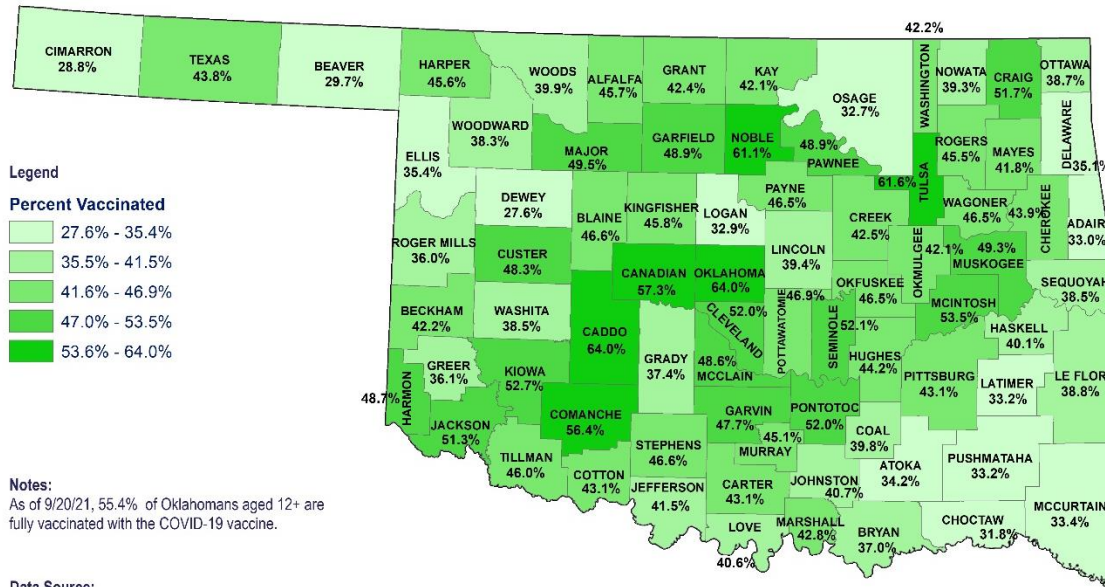 42.2%
CIMARRON
28.8%
TEXAS
43.8%
BEAVER
29.7%
HARPER
45.6%
WOODS
39.9%
ALFALFA
45.7%
GRANT
42.4%
KAY
42.1%
OSAGE
32.7%
WASHINGTON
NOWATA
39.3%
CRAIG
51.7%
OTTAWA
38.7%
DELAWARE
35.1%
ELLIS
35.4%
WOODWARD
38.3%
MAJOR
49.5%
GARFIELD
48.9%
NOBLE
61.1%
48.9%
PAWNEE
61.6%
TULSA
ROGERS
45.5%
MAYES
41.8%
DEWEY
27.6%
BLAINE
46.6%
KINGFISHER
45.8%
LOGAN
32.9%
PAYNE
46.5%
CREEK
42.5%
WAGONER
46.5%
43.9%
CHEROKEE
ADAIR
33.0%
ROGER MILLS
36.0%
CUSTER
48.3%
CANADIAN
57.3%
OKLAHOMA
64.0%
LINCOLN
39.4%
OKMULGEE
42.1%
49.3%
MUSKOGEE
SEQUOYAH
38.5%
BECKHAM
42.2%
WASHITA
38.5%
CADDO
64.0%
GRADY
37.4%
52.0%
CLEVELAND
46.9%
POTTAWATOMIE
SEMINOLE
52.1%
OKFUSKEE
46.5%
MCINTOSH
53.5%
HASKELL
40.1%
GREER
36.1%
KIOWA
52.7%
48.6%
MCCLAIN
HUGHES
44.2%
PITTSBURG
43.1%
LATIMER
33.2%
LE FLOR
38.8%
48.7%
HARMON
JACKSON
51.3%
COMANCHE
56.4%
GARVIN
47.7%
PONTOTOC
52.0%
COAL
39.8%
TILLMAN
46.0%
COTTON
43.1%
STEPHENS
46.6%
45.1%
MURRAY
ATOKA
34.2%
PUSHMATAHA
33.2%
JEFFERSON
41.5%
CARTER
43.1%
JOHNSTON
40.7%
MCCURTAIN
33.4%
LOVE
40.6%
MARSHALL
42.8%
BRYAN
37.0%
CHOCTAW
31.8%
Legend
Percent Vaccinated
27.6% - 35.4%
35.5% - 41.5%
41.6% - 46.9%
47.0% - 53.5%
53.6% - 64.0%
Notes:
As of 9/20/21, 55.4% of Oklahomans aged 12+ are
fully vaccinated with the COVID-19 vaccine.
Data Source: